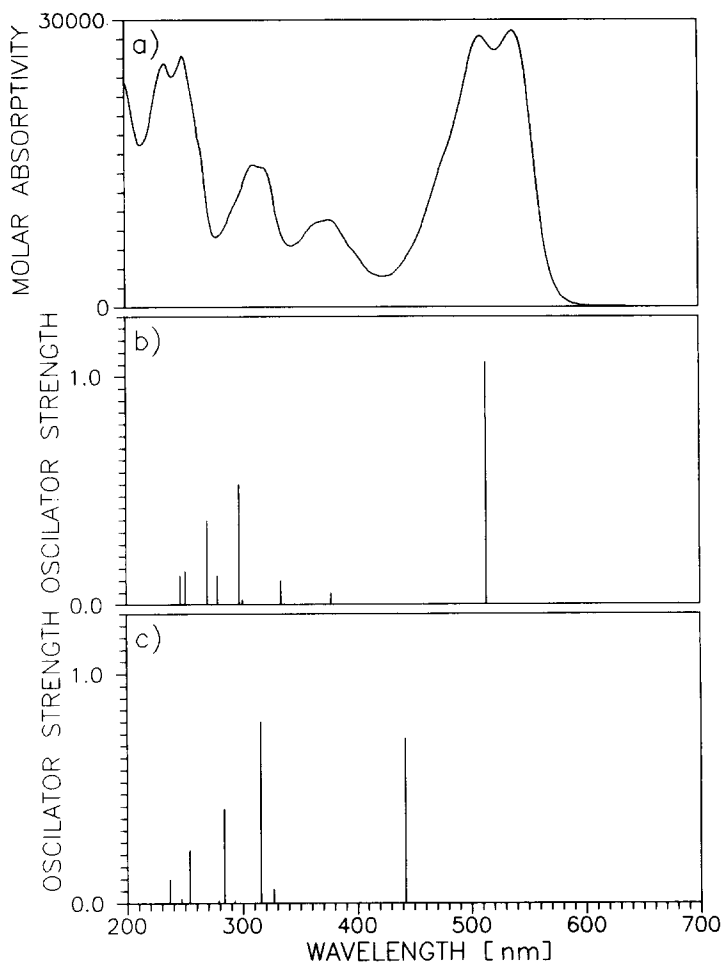 30000
a)
MOLAR ABSORPTIVITY
0
b)
OSCILATOR STRENGTH
1.0
0.0
c)
OSCILATOR STRENGTH
1.0
0.0
200 300 400 500 600 700
WAVELENGTH [nm]